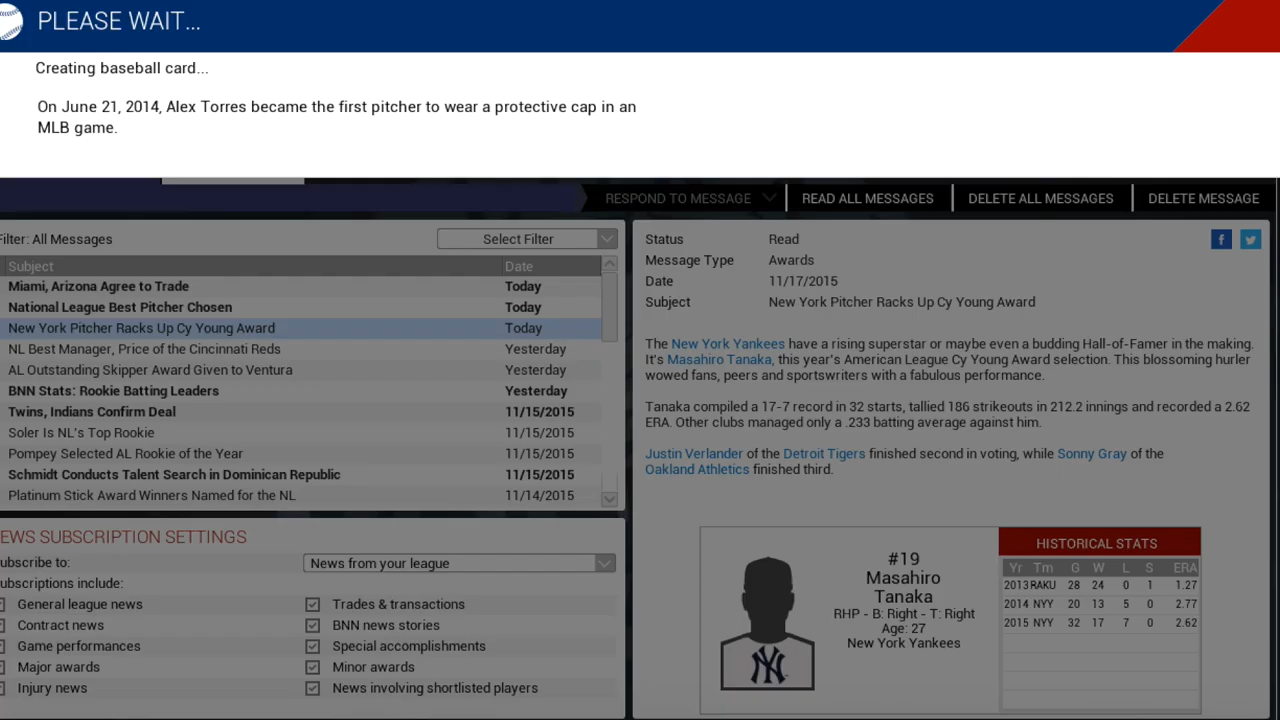 PLEASE WAIT...
Creating baseball card...
On June 21, 2014, Alex Torres became the first pitcher to wear a protective cap in an
MLB game.
RESPOND TO MESSAGE
READ ALL MESSAGES
DELETE ALL MESSAGES
DELETE MESSAGE
Filter: All Messages
Select Filter
Subject Date
Miami, Arizona Agree to Trade Today
National League Best Pitcher Chosen Today
New York Pitcher Racks Up Cy Young Award Today
NL Best Manager, Price of the Cincinnati Reds Yesterday
AL Outstanding Skipper Award Given to Ventura Yesterday
BNN Stats: Rookie Batting Leaders Yesterday
Twins, Indians Confirm Deal 11/15/2015
Soler Is NL's Top Rookie 11/15/2015
Pompey Selected AL Rookie of the Year 11/15/2015
Schmidt Conducts Talent Search in Dominican Republic 11/15/2015
Platinum Stick Award Winners Named for the NL 11/14/2015
EWS SUBSCRIPTION SETTINGS
ubscribe to: News from your league
ubscriptions include:
General league news Trades & transactions
Contract news BNN news stories
Game performances Special accomplishments
Major awards Minor awards
Injury news News involving shortlisted players
Status Read
Message Type Awards
Date 11/17/2015
Subject New York Pitcher Racks Up Cy Young Award
The New York Yankees have a rising superstar or maybe even a budding Hall-of-Famer in the making.
It's Masahiro Tanaka, this year's American League Cy Young Award selection. This blossoming hurler
wowed fans, peers and sportswriters with a fabulous performance.
Tanaka compiled a 17-7 record in 32 starts, tallied 186 strikeouts in 212.2 innings and recorded a 2.62
ERA. Other clubs managed only a .233 batting average against him.
Justin Verlander of the Detroit Tigers finished second in voting, while Sonny Gray of the
Oakland Athletics finished third.
#19
Masahiro
Tanaka
RHP - B: Right - T: Right
Age: 27
New York Yankees
HISTORICAL STATS
Yr Tm G W L S ERA
2013 RAKU 28 24 0 1 1.27
2014 NYY 20 13 5 0 2.77
2015 NYY 32 17 7 0 2.62